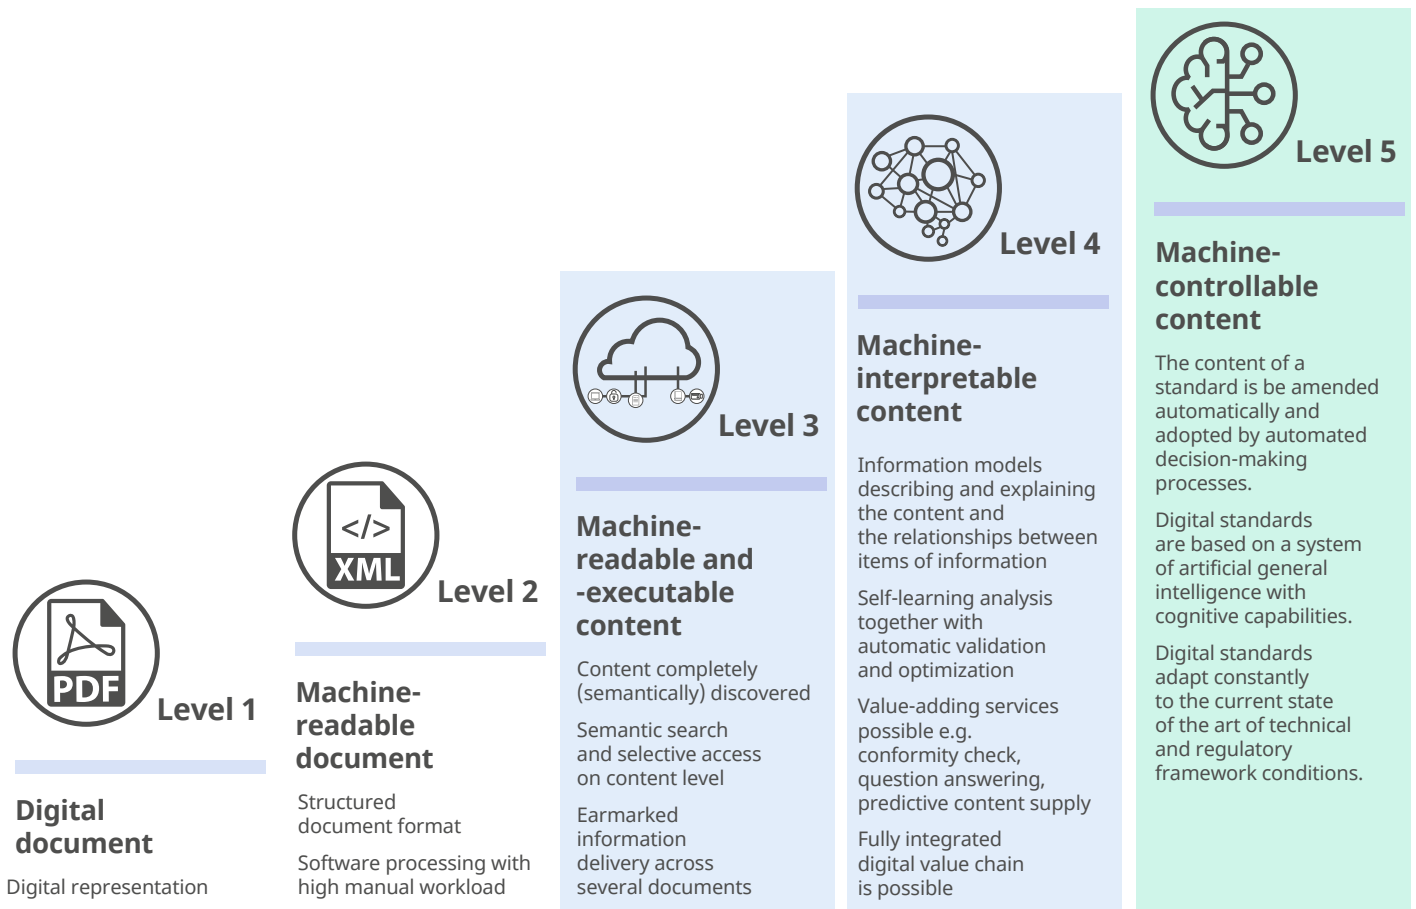 PDF
Level 1
Digital
document
Digital representation
</>
XML
Level 2
Machine-
readable
document
Structured
document format
Software processing with
high manual workload
Level 3
Machine-
readable and
-executable
content
Content completely
(semantically) discovered
Semantic search
and selective access
on content level
Earmarked
information
delivery across
several documents
Level 4
Machine-
interpretable
content
Information models
describing and explaining
the content and
the relationships between
items of information
Self-learning analysis
together with
automatic validation
and optimization
Value-adding services
possible e.g.
conformity check,
question answering,
predictive content supply
Fully integrated
digital value chain
is possible
Level 5
Machine-
controllable
content
The content of a
standard is be amended
automatically and
adopted by automated
decision-making
processes.
Digital standards
are based on a system
of artificial general
intelligence with
cognitive capabilities.
Digital standards
adapt constantly
to the current state
of the art of technical
and regulatory
framework conditions.